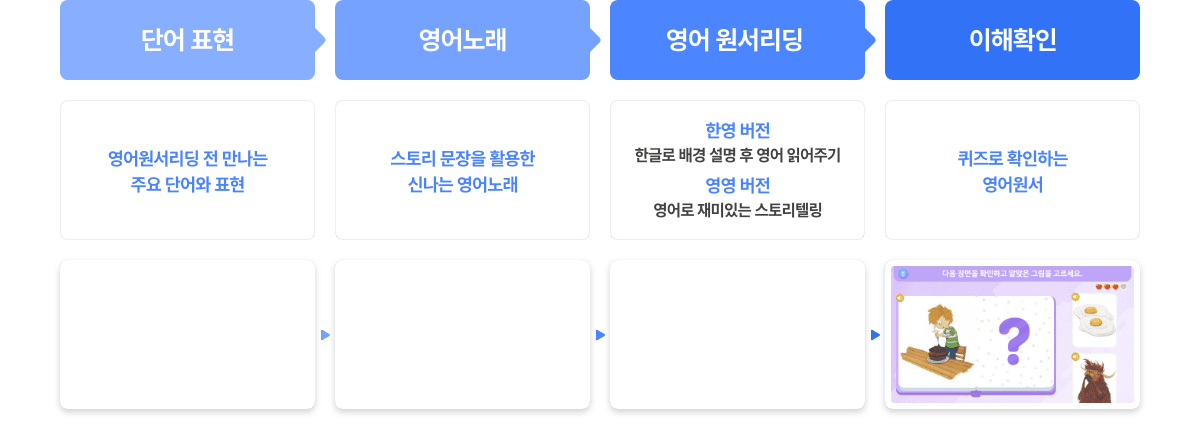 단어 표현
영어노래
영어 원서리딩
이해확인
영어원서리딩 전 만나는
주요 단어와 표현
스토리 문장을 활용한
신나는 영어노래
한영 버전
한글로 배경 설명 후 영어 읽어주기
영영 버전
영어로 재미있는 스토리텔링
퀴즈로 확인하는
영어원서
다음 장면을 확인하고 알맞은 그림을 고르세요.
?